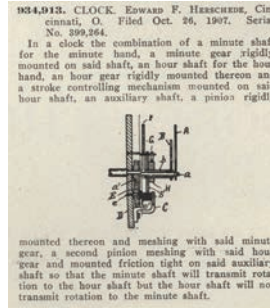 934,913. CLOCK. EDWARD F. HERSCHEDE, Cin
cinnati, O. Filed Oct. 26, 1907. Seria
No. 399,264.
In a clock the combination of a minute shaf
for the minute hand, a minute gear rigidly
mounted on said shaft, an hour shaft for the hou
hand, an hour gear rigidly mounted thereon an
a stroke controlling mechanism mounted on sai
hour shaft, an auxiliary shaft, a pinion rigidl
mounted thereon and meshing with said minut
gear, a second pinion meshing with said hou
gear and mounted friction tight on said auxiliar
shaft so that the minute shaft will transmit rota
tion to the hour shaft but the hour shaft will no
transmit rotation to the minute shaft.